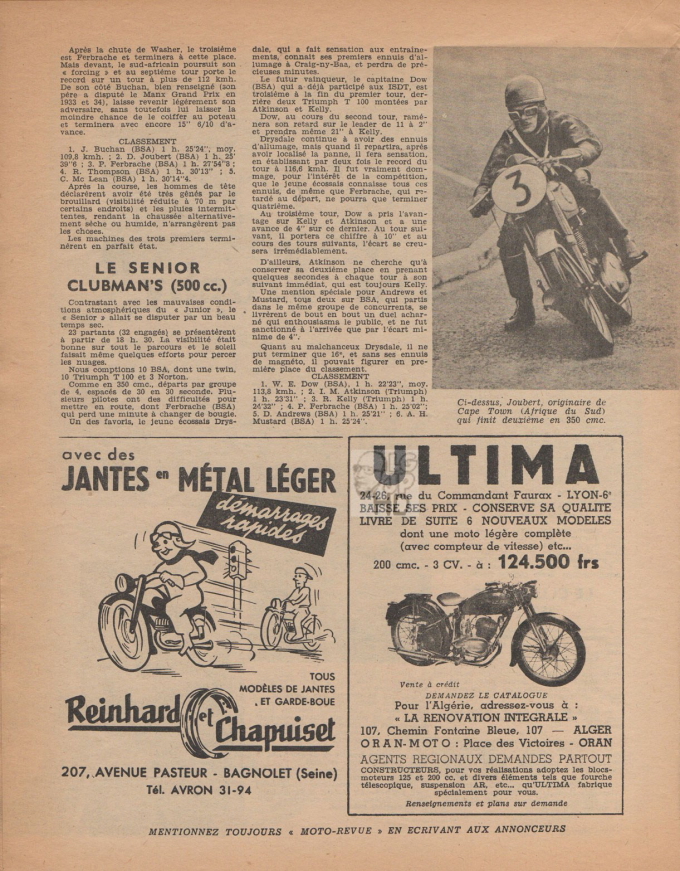 Après la chute de Washer, le troisième
est Ferbrache et terminera à cette place.
Mais devant, le sud-africain poursuit son
« forcing » et au septième tour porte le
record sur un tour à plus de 112 kmh.
De son côté Buchan, bien renseigné (son
père a disputé le Manx Grand Prix en
1933 et 34), laisse revenir légèrement son
adversaire, sans toutefois lui laisser la
moindre chance de le coiffer au poteau
et terminera avec encore 15" 6/10 d'a-
vance.
CLASSEMENT
1. J. Buchan (BSA) 1 h. 25'24", moy.
109,8 kmh. ; 2. D. Joubert (BSA) 1 h. 25'
39"6 ; 3. P. Ferbrache (BSA) 1 h. 27'54"8 ;
4. R. Thompson (BSA) 1 h. 30'13" ; 5.
C. Mc Lean (BSA) 1 h. 30'14"4.
Après la course, les hommes de tête
déclarèrent avoir été très gênés par le
brouillard (visibilité réduite à 70 m par
certains endroits) et les pluies intermit-
tentes, rendant la chaussée alternative-
ment sèche ou humide, n'arrangèrent pas
les choses.
Les machines des trois premiers termi-
nèrent en parfait état.
LE SENIOR
CLUBMAN'S (500 cc.)
Contrastant avec les mauvaises condi-
tions atmosphériques du « Junior », le
« Senior » allait se disputer par un beau
temps sec.
23 partants (32 engagés) se présentèrent
à partir de 18 h. 30. La visibilité était
bonne sur tout le parcours et le soleil
faisait même quelques efforts pour percer
les nuages.
Nous comptions 10 BSA, dont une twin,
10 Triumph T 100 et 3 Norton.
Comme en 350 cmc., départs par groupe
de 4, espacés de 30 en 30 seconde. Plu-
sieurs pilotes ont des difficultés pour
mettre en route, dont Ferbrache (BSA)
qui perd une minute à changer de bougie.
Un des favoris, le jeune écossais Drys-
dale, qui a fait sensation aux entraîne-
ments, connaît ses premiers ennuis d'al-
lumage à Craig-ny-Baa, et perdra de pré-
cieuses minutes.
Le futur vainqueur, le capitaine Dow
(BSA) qui a déjà participé aux ISDT, est
troisième à la fin du premier tour, der-
rière deux Triumph T 100 montées par
Atkinson et Kelly.
Dow, au cours du second tour, ramè-
nera son retard sur le leader de 11 à 2"
et prendra même 21" à Kelly.
Drysdale continue à avoir des ennuis
d'allumage, mais quand il repartira, après
avoir localisé la panne, il fera sensation,
en établissant par deux fois le record du
tour à 116,6 kmh. Il fut vraiment dom-
mage, pour l'intérêt de la compétition,
que le jeune écossais connaisse tous ces
ennuis, de même que Ferbrache, qui re-
tardé au départ, ne pourra que terminer
quatrième.
Au troisième tour, Dow a pris l'avan-
tage sur Kelly et Atkinson et a une
avance de 4" sur ce dernier. Au tour sui-
vant, il portera ce chiffre à 10" et au
cours des tours suivants, l'écart se creu-
sera irrémédiablement.
D'ailleurs, Atkinson ne cherche qu'à
conserver sa deuxième place en prenant
quelques secondes à chaque tour à son
suivant immédiat, qui est toujours Kelly.
Une mention spéciale pour Andrews et
Mustard, tous deux sur BSA, qui partis
dans le même groupe de concurrents, se
livrèrent de bout en bout un duel achar-
né qui enthousiasma le public, et ne fut
sanctionné à l'arrivée que par l'écart mi-
nime de 4".
Quant au malchanceux Drysdale, il ne
put terminer que 16e, et sans ses ennuis
de magnéto, il pouvait figurer en pre-
mière place du classement.
CLASSEMENT
1. W. E. Dow (BSA). 1 h. 22'23", moy.
113,8 kmh. ; 2. I. M. Atkinson (Triumph)
1 h. 23'31" ; 3. R. Kelly (Triumph) 1 h.
24'32" ; 4. P. Ferbrache (BSA) 1 h. 25'02" ;
5. D. Andrews (BSA) 1 h. 25'21" ; 6. A. H.
Mustard (BSA) 1 h. 25'24".
3
Ci-dessus, Joubert, originaire de
Cape Town (Afrique du Sud)
qui finit deuxième en 350 cmc.
avec des
JANTES en MÉTAL LÉGER
démarrages
rapides
TOUS
MODÈLES DE JANTES
ET GARDE-BOUE
Reinhard et Chapuiset
207, AVENUE PASTEUR - BAGNOLET (Seine)
Tél. AVRON 31-94
ULTIMA
24-26, rue du Commandant Faurax - LYON-6e
BAISSE SES PRIX - CONSERVE SA QUALITE
LIVRE DE SUITE 6 NOUVEAUX MODELES
dont une moto légère complète
(avec compteur de vitesse) etc...
200 cmc. - 3 CV. - à : 124.500 frs
Vente à crédit
DEMANDEZ LE CATALOGUE
Pour l'Algérie, adressez-vous à :
« LA RENOVATION INTEGRALE »
107, Chemin Fontaine Bleue, 107 — ALGER
ORAN-MOTO : Place des Victoires - ORAN
AGENTS REGIONAUX DEMANDES PARTOUT
CONSTRUCTEURS, pour vos réalisations adoptez les blocs-
moteurs 125 et 200 cc. et divers éléments tels que fourche
télescopique, suspension AR, etc... qu'ULTIMA fabrique
spécialement pour vous.
Renseignements et plans sur demande
MENTIONNEZ TOUJOURS « MOTO-REVUE » EN ECRIVANT AUX ANNONCEURS